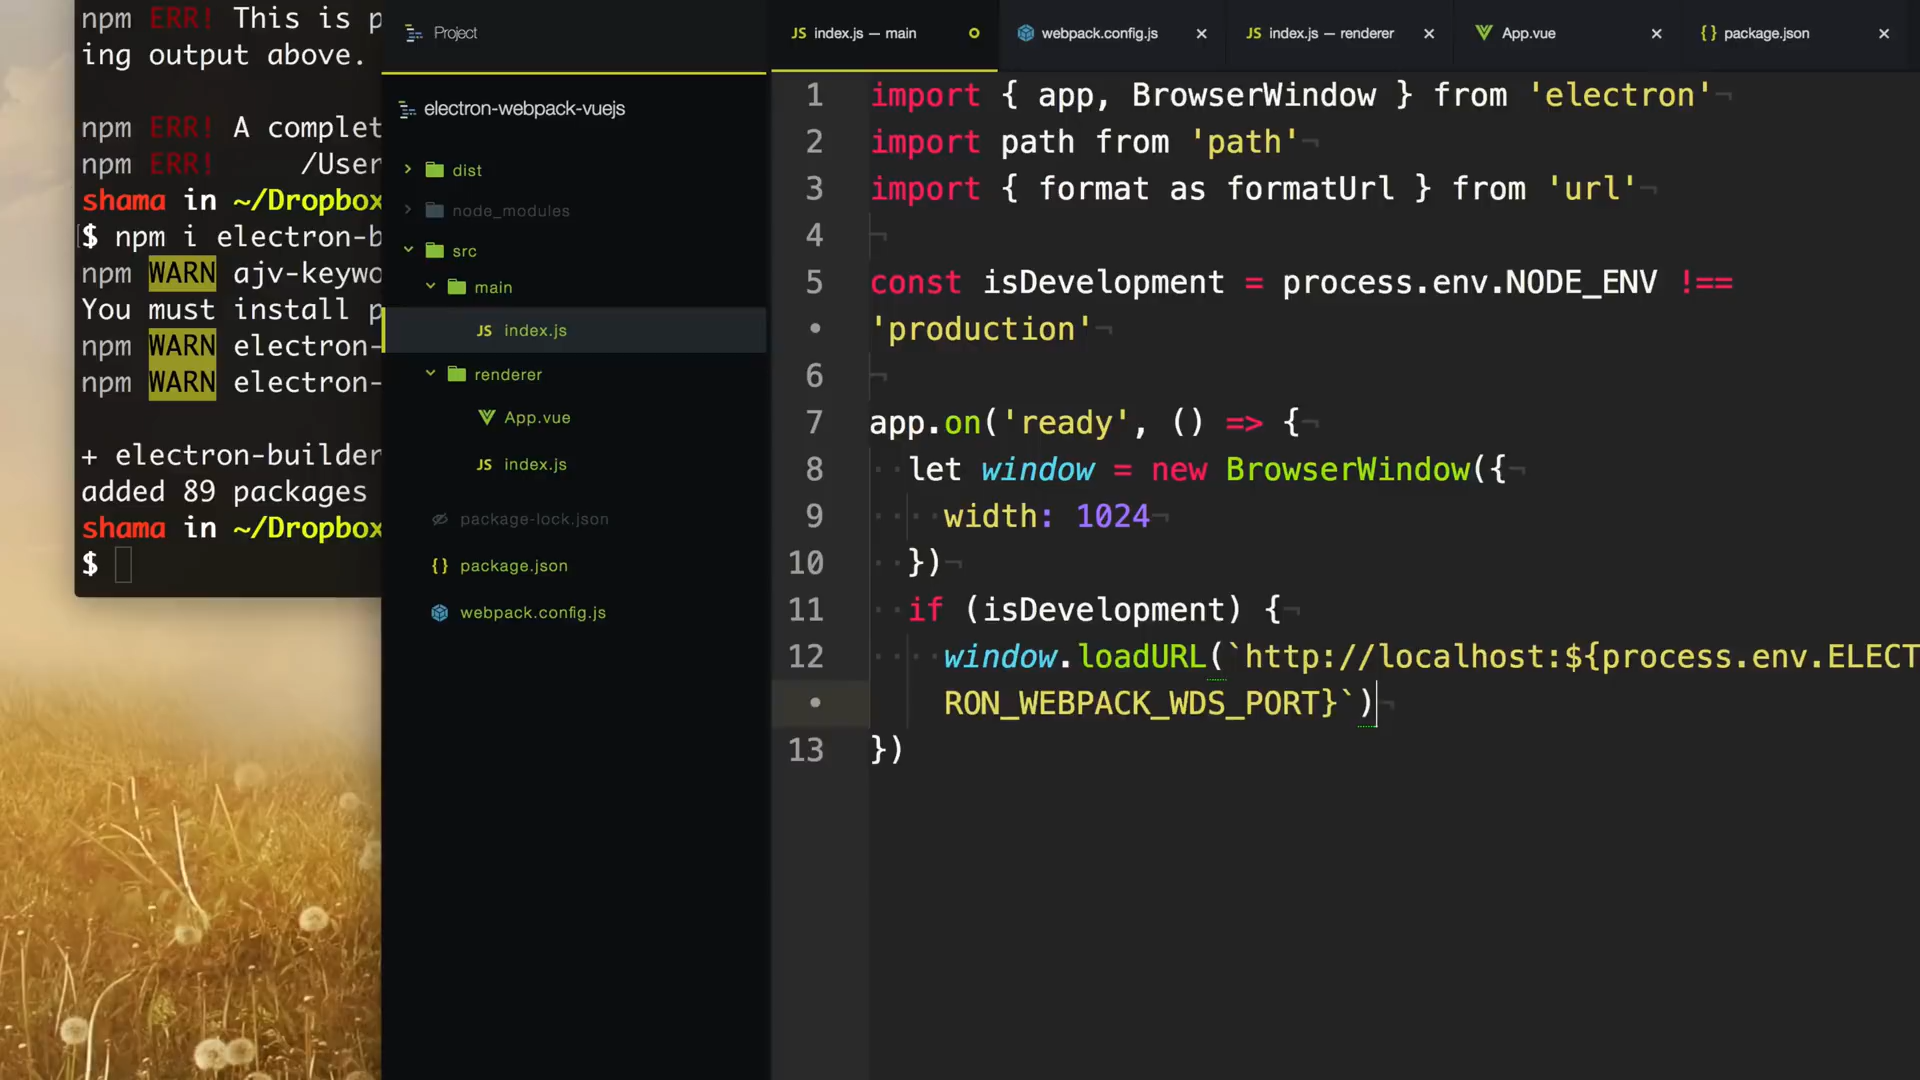 npm ERR! This is p
ing output above.
npm ERR! A complet
npm ERR!     /User
shama in ~/Dropbox
$ npm i electron-b
npm WARN ajv-keywo
You must install p
npm WARN electron-
npm WARN electron-
+ electron-builder
added 89 packages
shama in ~/Dropbox
$
Project
electron-webpack-vuejs
dist
node_modules
src
main
JS index.js
renderer
App.vue
JS index.js
package-lock.json
{} package.json
webpack.config.js
JS index.js — main
webpack.config.js ×
JS index.js — renderer ×
App.vue ×
{} package.json ×
1 import { app, BrowserWindow } from 'electron'¬
2 import path from 'path'¬
3 import { format as formatUrl } from 'url'¬
4 ¬
5 const isDevelopment = process.env.NODE_ENV !==
• 'production'¬
6 ¬
7 app.on('ready', () => {¬
8 ··let window = new BrowserWindow({¬
9 ····width: 1024¬
10 ··})¬
11 ··if (isDevelopment) {¬
12 ····window.loadURL(`http://localhost:${process.env.ELECT
• RON_WEBPACK_WDS_PORT}`)¬
13 })